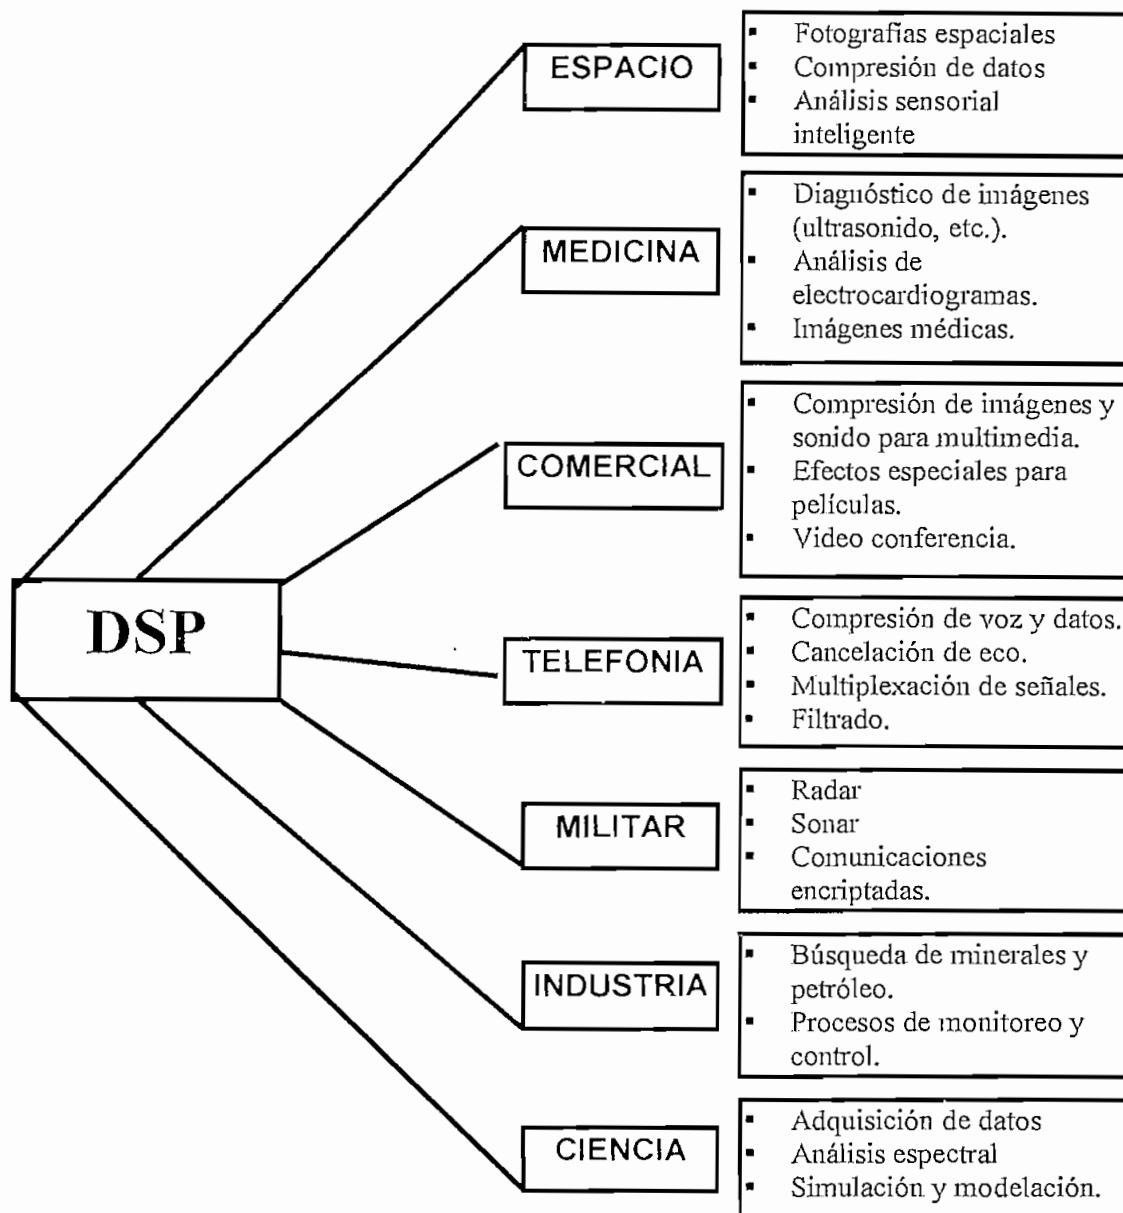 ESPACIO
▪ Fotografías espaciales
▪ Compresión de datos
▪ Análisis sensorial
inteligente
MEDICINA
▪ Diagnóstico de imágenes
(ultrasonido, etc.).
▪ Análisis de
electrocardiogramas.
▪ Imágenes médicas.
COMERCIAL
▪ Compresión de imágenes y
sonido para multimedia.
▪ Efectos especiales para
películas.
▪ Video conferencia.
DSP
TELEFONIA
▪ Compresión de voz y datos.
▪ Cancelación de eco.
▪ Multiplexación de señales.
▪ Filtrado.
MILITAR
▪ Radar
▪ Sonar
▪ Comunicaciones
encriptadas.
INDUSTRIA
▪ Búsqueda de minerales y
petróleo.
▪ Procesos de monitoreo y
control.
CIENCIA
▪ Adquisición de datos
▪ Análisis espectral
▪ Simulación y modelación.